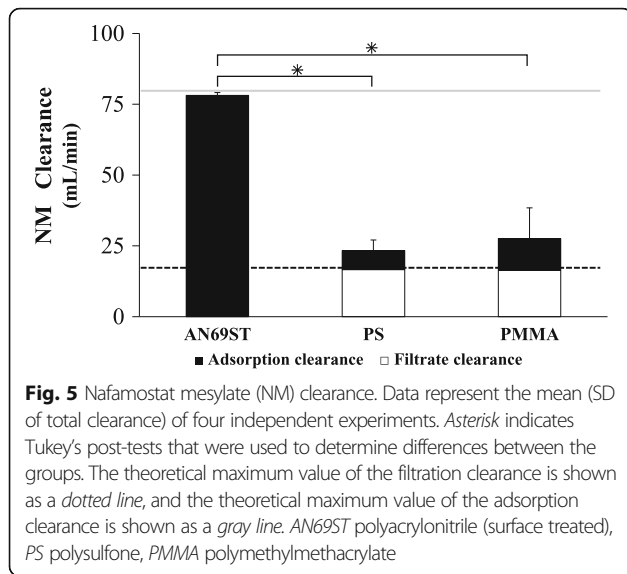 100
75
50
25
0
NM Clearance
(mL/min)
*
*
AN69ST PS PMMA
■ Adsorption clearance □ Filtrate clearance
Fig. 5 Nafamostat mesylate (NM) clearance. Data represent the mean (SD
of total clearance) of four independent experiments. Asterisk indicates
Tukey's post-tests that were used to determine differences between the
groups. The theoretical maximum value of the filtration clearance is shown
as a dotted line, and the theoretical maximum value of the adsorption
clearance is shown as a gray line. AN69ST polyacrylonitrile (surface treated),
PS polysulfone, PMMA polymethylmethacrylate